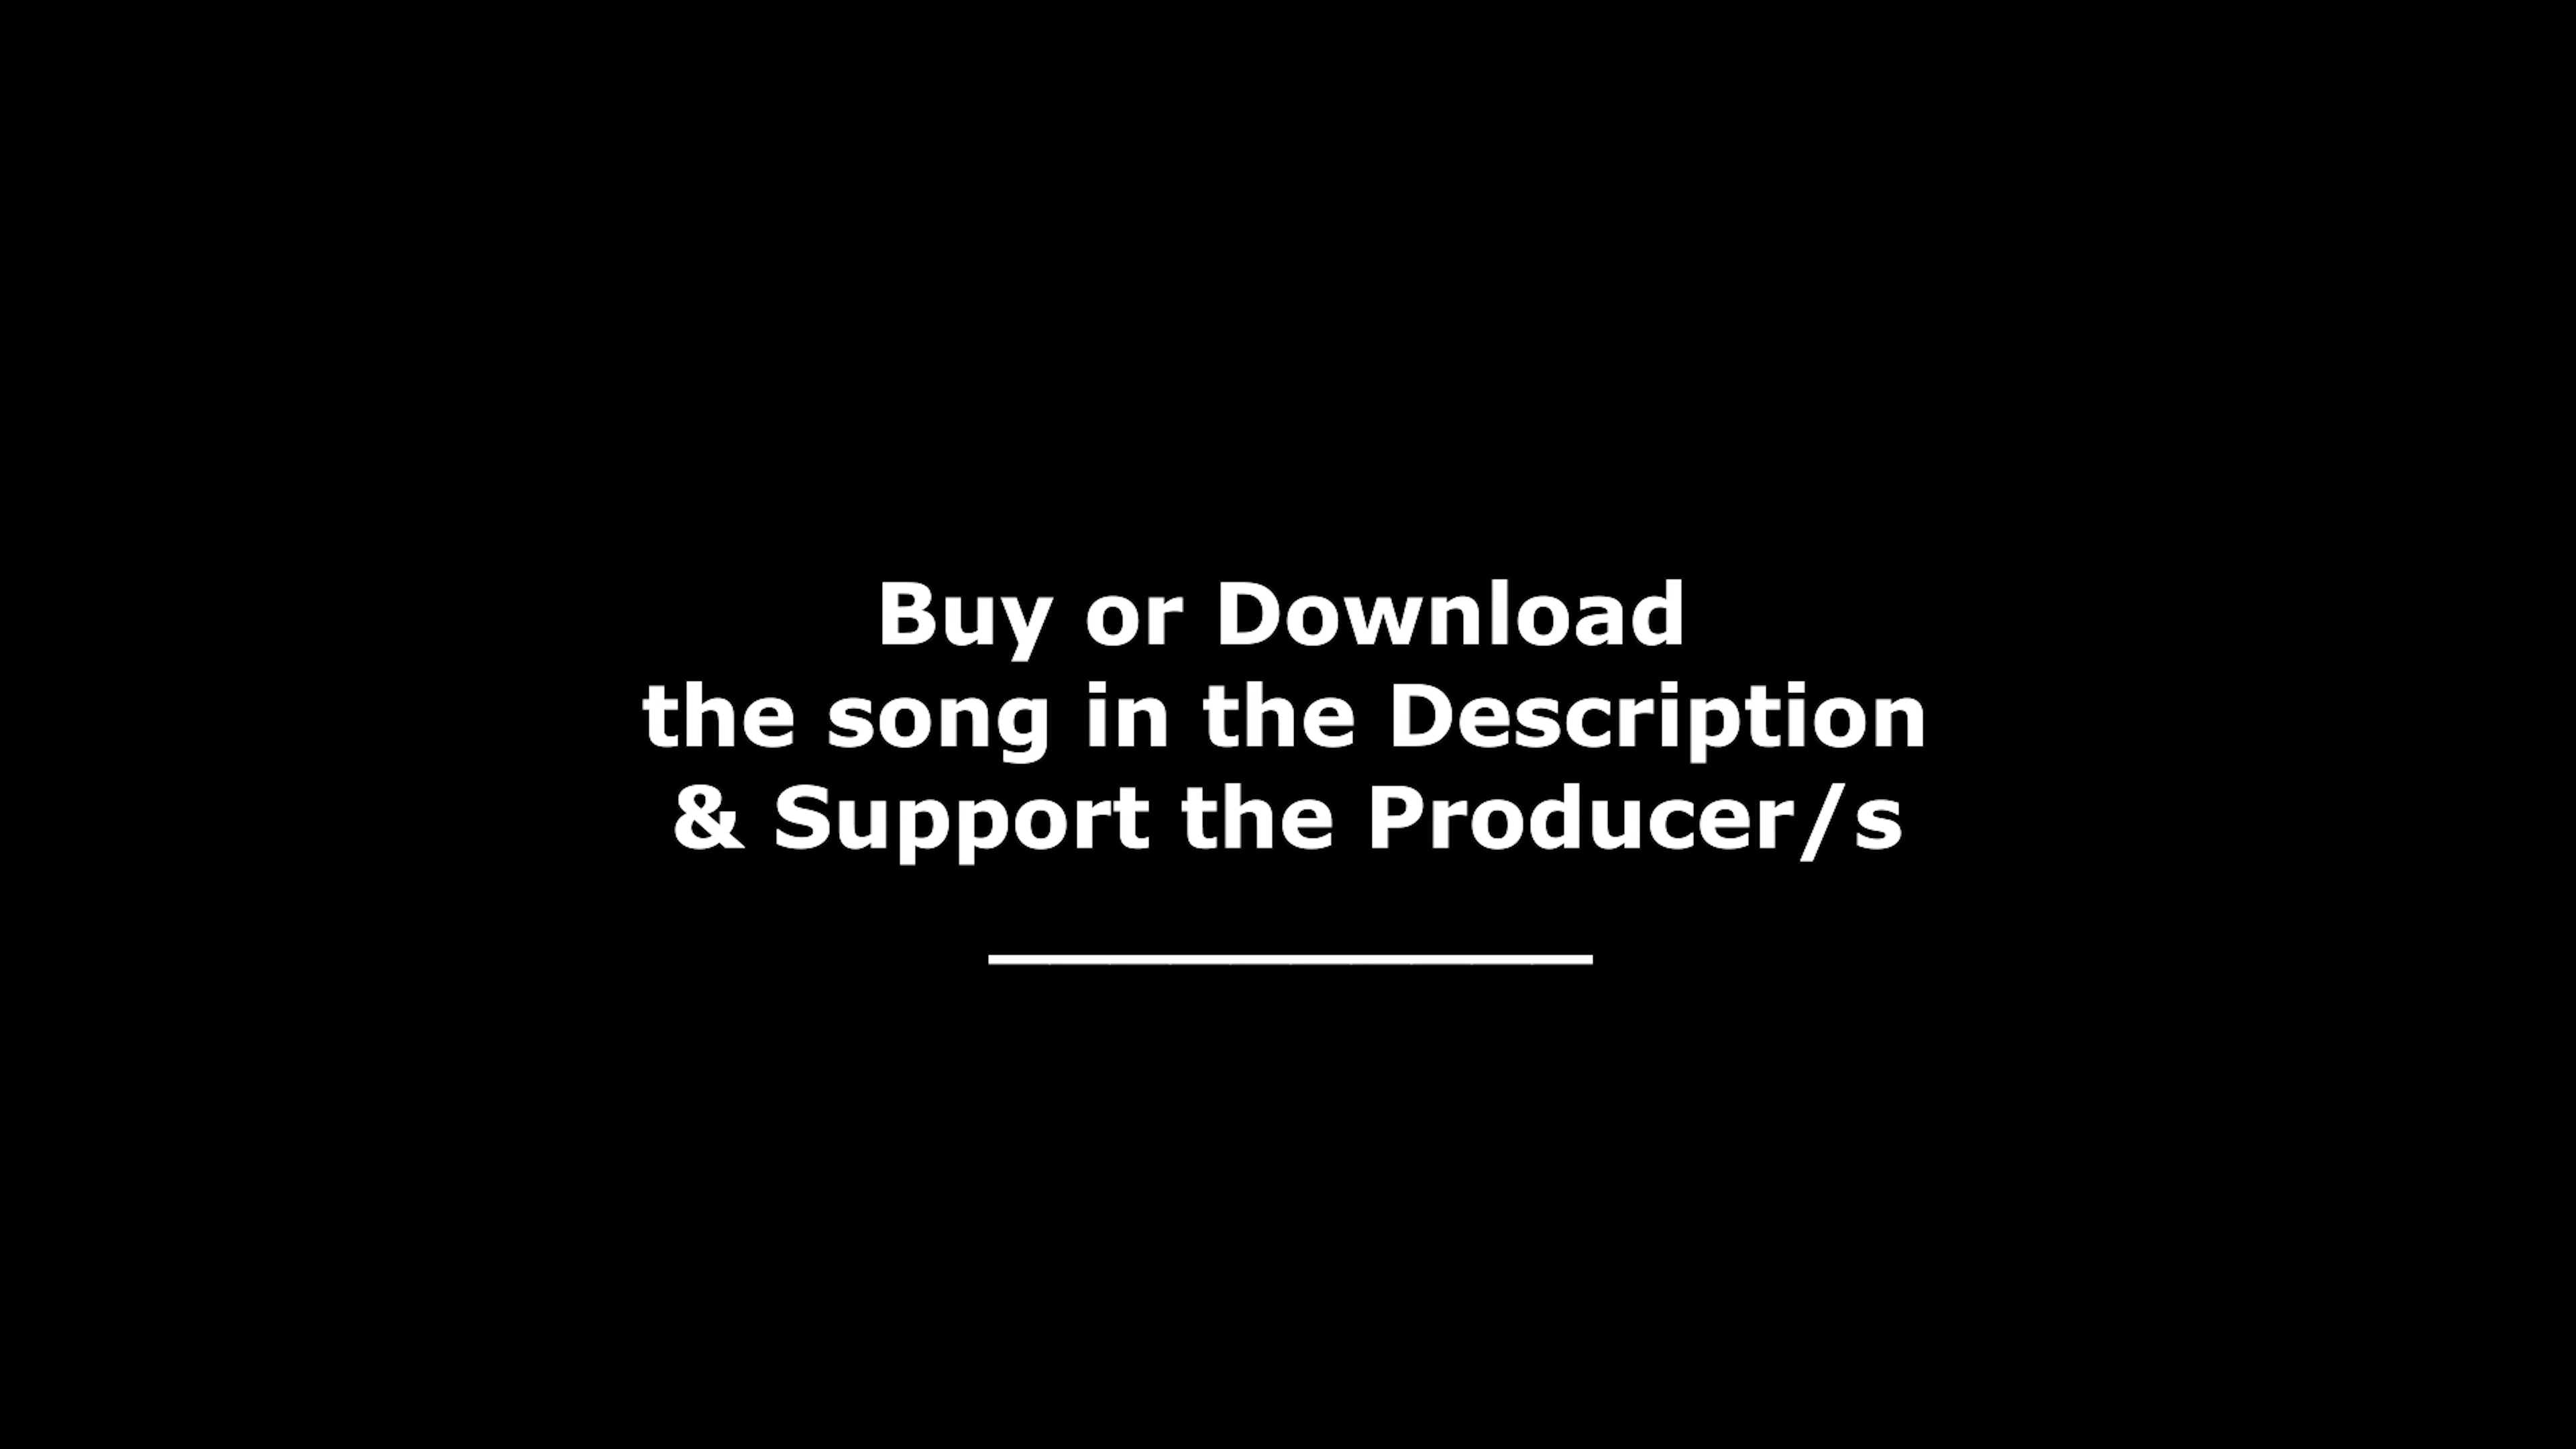 Buy or Download
the song in the Description
& Support the Producer/s